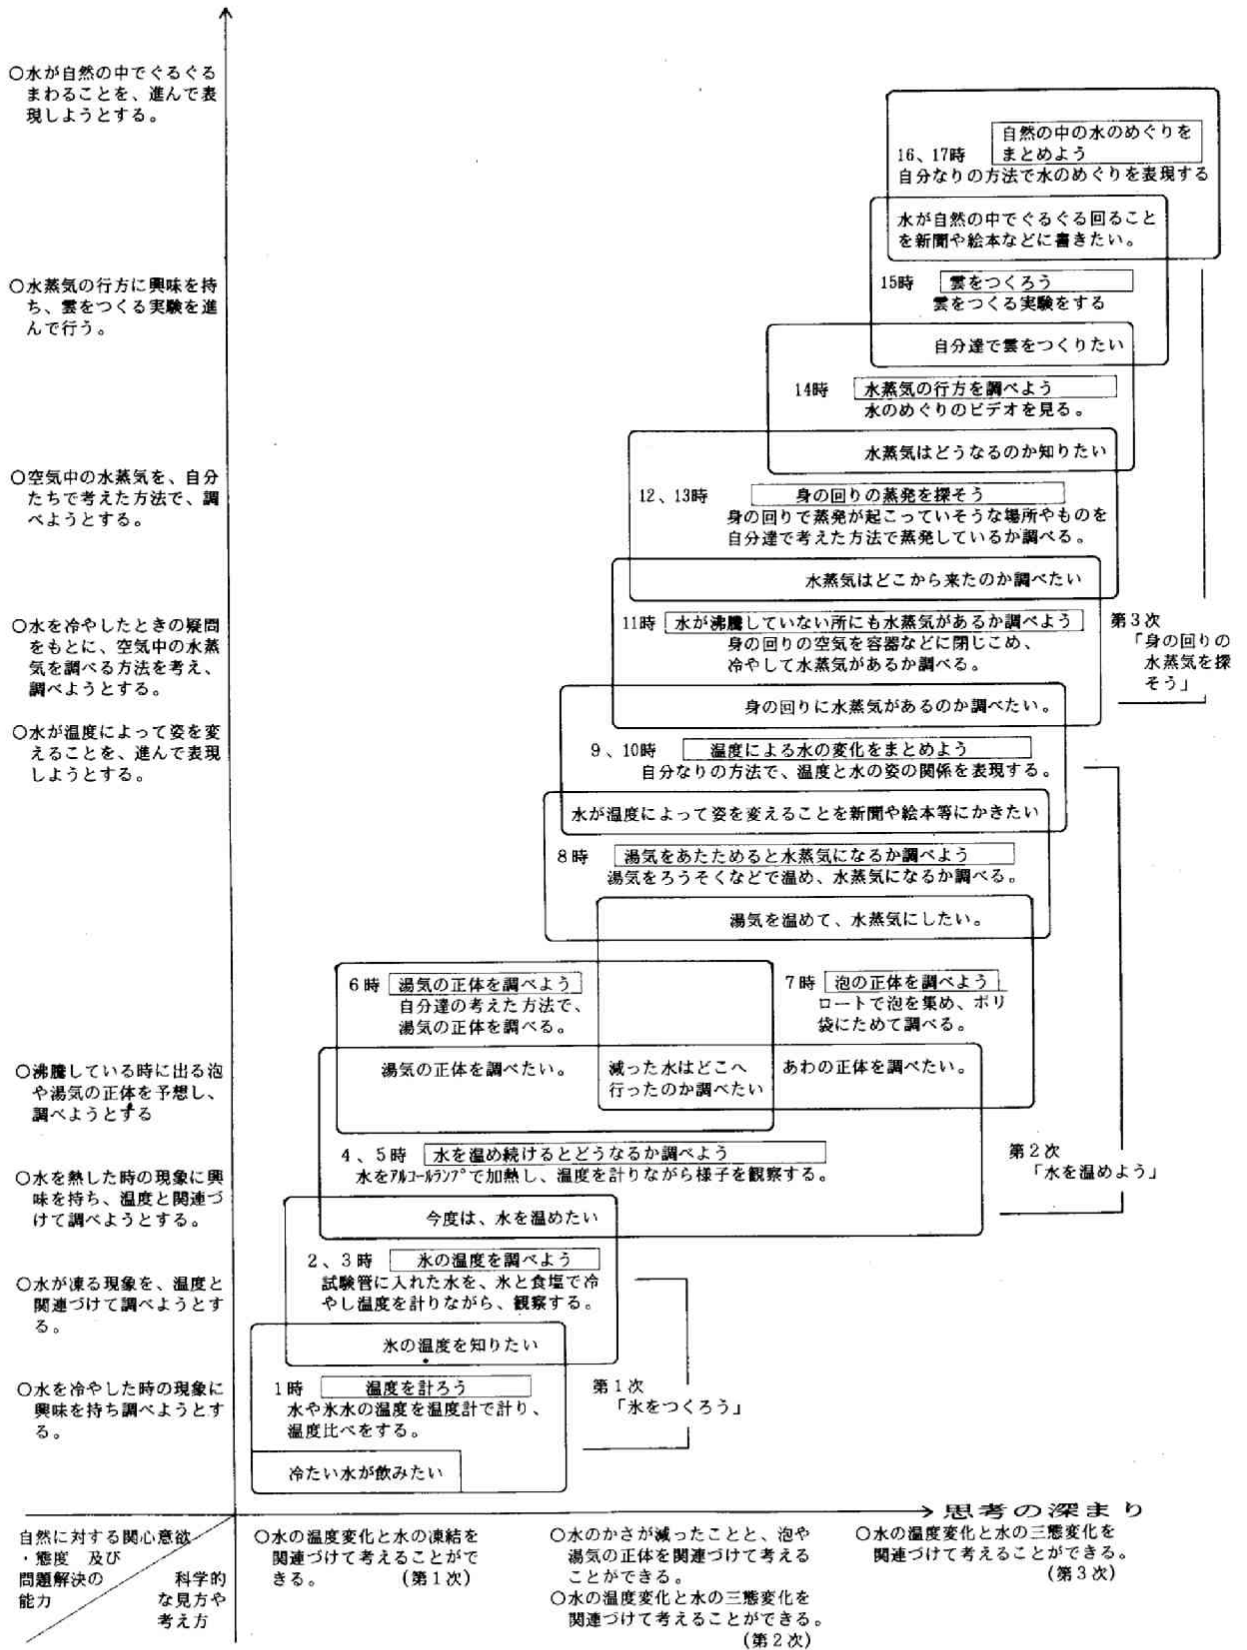 ○水が自然の中でぐるぐる
まわることを、進んで表
現しようとする。
○水蒸気の行方に興味を持
ち、雲をつくる実験を進
んで行う。
○空気中の水蒸気を、自分
たちで考えた方法で、調
べようとする。
○水を冷やしたときの疑問
をもとに、空気中の水蒸
気を調べる方法を考え、
調べようとする。
○水が温度によって姿を変
えることを、進んで表現
しようとする。
○沸騰している時に出る泡
や湯気の正体を予想し、
調べようとする
○水を熱した時の現象に興
味を持ち、温度と関連づ
けて調べようとする。
○水が凍る現象を、温度と
関連づけて調べようとす
る。
○水を冷やした時の現象に
興味を持ち調べようとす
る。
自然の中の水のめぐりを
16、17時 まとめよう
自分なりの方法で水のめぐりを表現する
水が自然の中でぐるぐる回ること
を新聞や絵本などに書きたい。
15時 雲をつくろう
雲をつくる実験をする
自分達で雲をつくりたい
14時 水蒸気の行方を調べよう
水のめぐりのビデオを見る。
水蒸気はどうなるのか知りたい
12、13時 身の回りの蒸発を探そう
身の回りで蒸発が起こっていそうな場所やものを
自分達で考えた方法で蒸発しているか調べる。
水蒸気はどこから来たのか調べたい
11時 水が沸騰していない所にも水蒸気があるか調べよう
身の回りの空気を容器などに閉じこめ、
冷やして水蒸気があるか調べる。
第3次
「身の回りの
水蒸気を探
そう」
身の回りに水蒸気があるのか調べたい。
9、10時 温度による水の変化をまとめよう
自分なりの方法で、温度と水の姿の関係を表現する。
水が温度によって姿を変えることを新聞や絵本等にかきたい
8時 湯気をあたためると水蒸気になるか調べよう
湯気をろうそくなどで温め、水蒸気になるか調べる。
湯気を温めて、水蒸気にしたい。
6時 湯気の正体を調べよう
自分達の考えた方法で、
湯気の正体を調べる。
7時 泡の正体を調べよう
ロートで泡を集め、ポリ
袋にためて調べる。
湯気の正体を調べたい。
減った水はどこへ
行ったのか調べたい
あわの正体を調べたい。
4、5時 水を温め続けるとどうなるか調べよう
水をアルコールランプで加熱し、温度を計りながら様子を観察する。
第2次
「水を温めよう」
今度は、水を温めたい
2、3時 氷の温度を調べよう
試験管に入れた水を、氷と食塩で冷
やし温度を計りながら、観察する。
氷の温度を知りたい
1時 温度を計ろう
水や氷水の温度を温度計で計り、
温度比べをする。
第1次
「氷をつくろう」
冷たい水が飲みたい
思考の深まり
自然に対する関心意欲
・態度 及び
問題解決の
能力
科学的
な見方や
考え方
○水の温度変化と水の凍結を
関連づけて考えることがで
きる。 (第1次)
○水のかさが減ったことと、泡や
湯気の正体を関連づけて考える
ことができる。
○水の温度変化と水の三態変化を
関連づけて考えることができる。
(第2次)
○水の温度変化と水の三態変化を
関連づけて考えることができる。
(第3次)